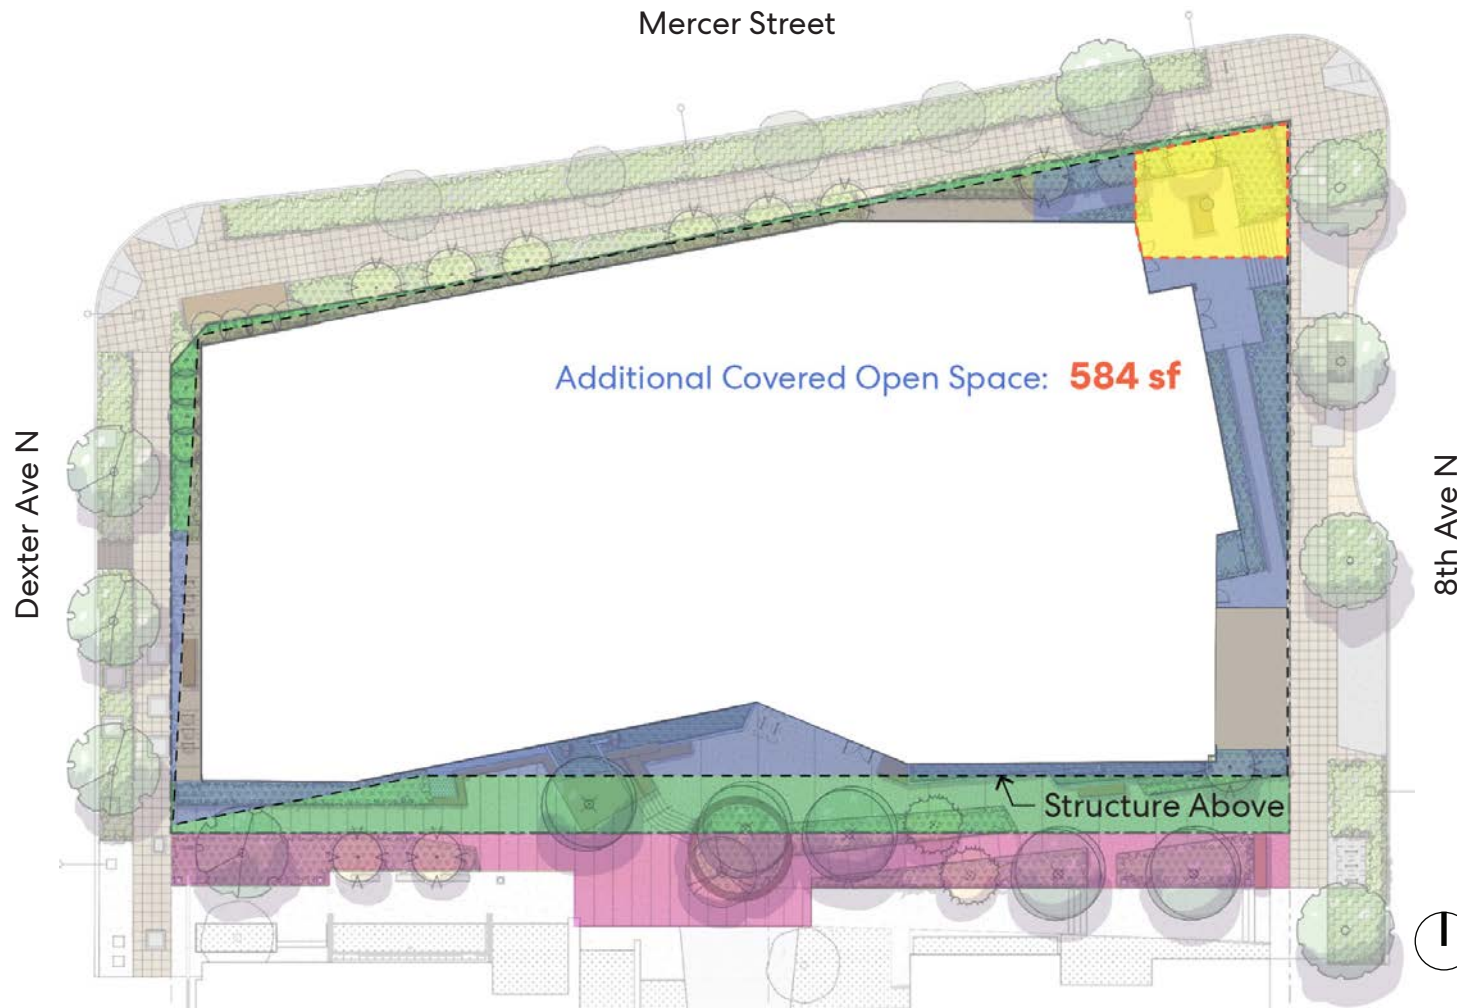 Mercer Street
Additional Covered Open Space: 584 sf
Dexter Ave N
8th Ave N
Structure Above